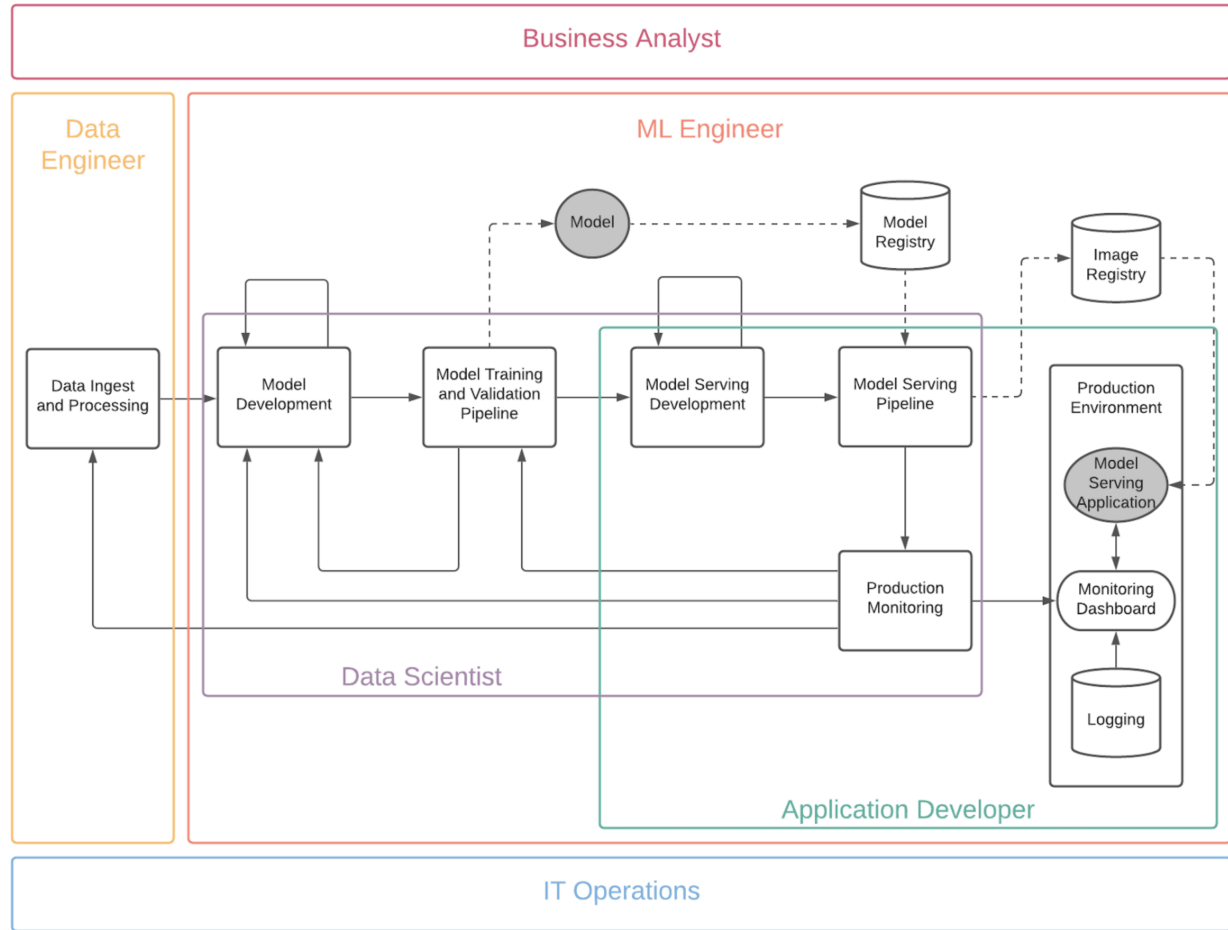 Business Analyst
Data
Engineer
ML Engineer
Model
Model
Registry
Image
Registry
Data Ingest
and Processing
Model
Development
Model Training
and Validation
Pipeline
Model Serving
Development
Model Serving
Pipeline
Production
Environment
Model
Serving
Application
Production
Monitoring
Monitoring
Dashboard
Logging
Data Scientist
Application Developer
IT Operations